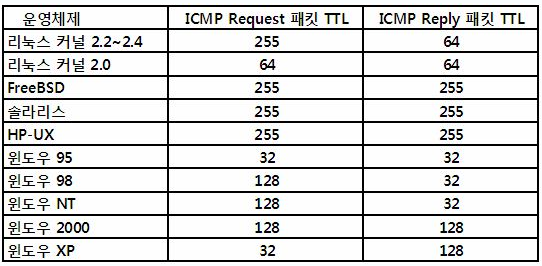 운영체제 ICMP Request 패킷 TTL ICMP Reply 패킷 TTL
리눅스 커널 2.2~2.4 255 64
리눅스 커널 2.0 64 64
FreeBSD 255 255
솔라리스 255 255
HP-UX 255 255
윈도우 95 32 32
윈도우 98 128 32
윈도우 NT 128 32
윈도우 2000 128 128
윈도우 XP 32 128